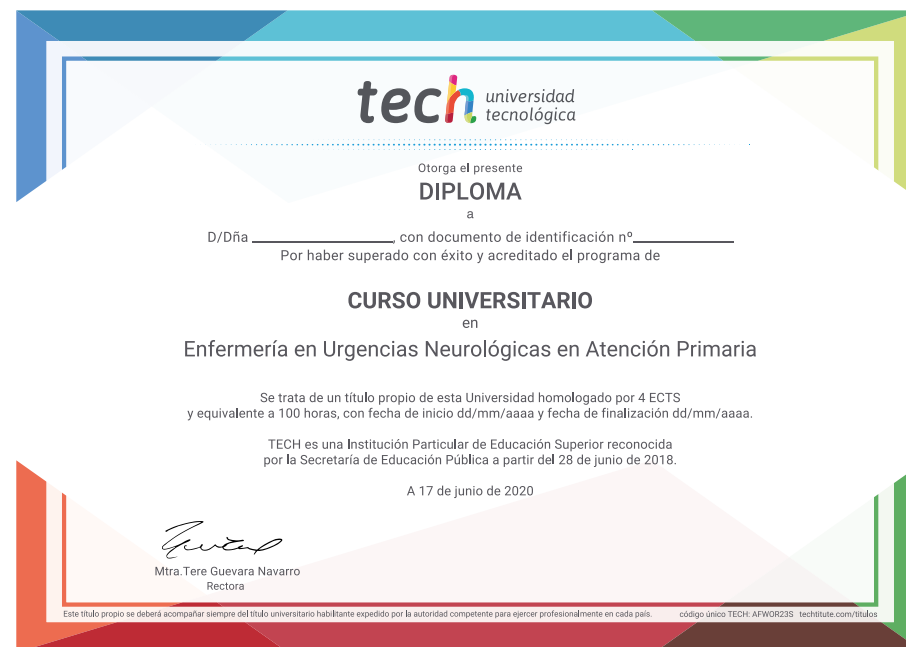 tech universidad
tecnológica
Otorga el presente
DIPLOMA
a
D/Dña ____________________, con documento de identificación nº______________
Por haber superado con éxito y acreditado el programa de
CURSO UNIVERSITARIO
en
Enfermería en Urgencias Neurológicas en Atención Primaria
Se trata de un título propio de esta Universidad homologado por 4 ECTS
y equivalente a 100 horas, con fecha de inicio dd/mm/aaaa y fecha de finalización dd/mm/aaaa.
TECH es una Institución Particular de Educación Superior reconocida
por la Secretaría de Educación Pública a partir del 28 de junio de 2018.
A 17 de junio de 2020
Mtra.Tere Guevara Navarro
Rectora
Este título propio se deberá acompañar siempre del título universitario habilitante expedido por la autoridad competente para ejercer profesionalmente en cada país. código único TECH: AFWOR23S techtitute.com/titulos